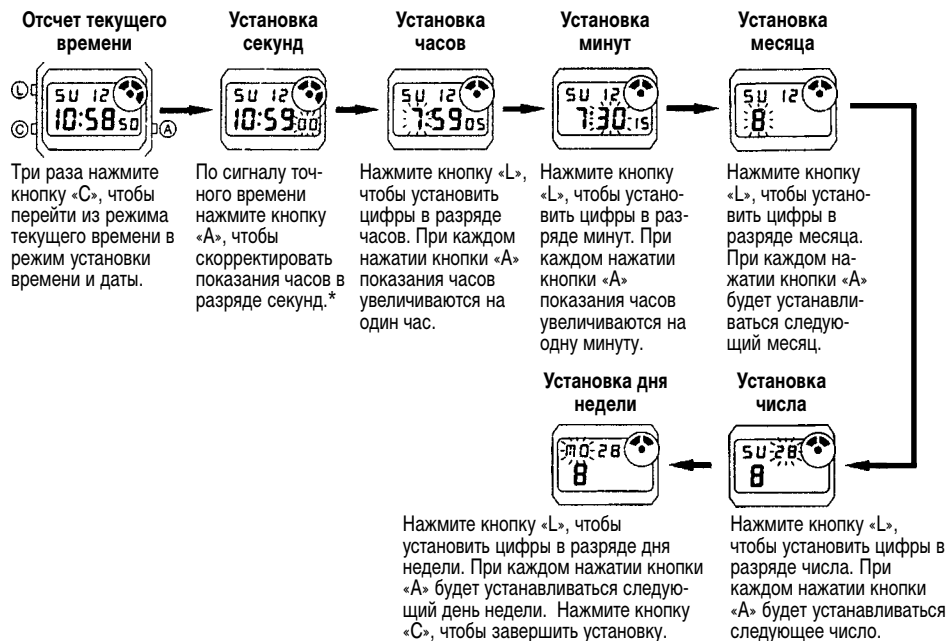 Отсчет текущего
времени
Установка
секунд
Установка
часов
Установка
минут
Установка
месяца
L
C
A
SU 12
10:58 50
SU 12
10:59 00
SU 12
7:59 05
SU 12
7:30 15
SU 12
8
Три раза нажмите
кнопку «C», чтобы
перейти из режима
текущего времени в
режим установки
времени и даты.
По сигналу точ-
ного времени
нажмите кнопку
«A», чтобы
скорректировать
показания часов в
разряде секунд.*
Нажмите кнопку «L»,
чтобы установить
цифры в разряде
часов. При каждом
нажатии кнопки «A»
показания часов
увеличиваются на
один час.
Нажмите кнопку
«L», чтобы устано-
вить цифры в раз-
ряде минут. При
каждом нажатии
кнопки «A»
показания часов
увеличиваются на
одну минуту.
Нажмите кнопку
«L», чтобы устано-
вить цифры в
разряде месяца.
При каждом на-
жатии кнопки «A»
будет устанавли-
ваться следую-
щий месяц.
Установка дня
недели
MO-28
8
Нажмите кнопку «L», чтобы
установить цифры в разряде дня
недели. При каждом нажатии кнопки
«A» будет устанавливаться следую-
щий день недели. Нажмите кнопку
«C», чтобы завершить установку.
Установка
числа
SU-28
8
Нажмите кнопку «L»,
чтобы установить цифры в
разряде числа. При
каждом нажатии кнопки
«A» будет устанавливаться
следующее число.